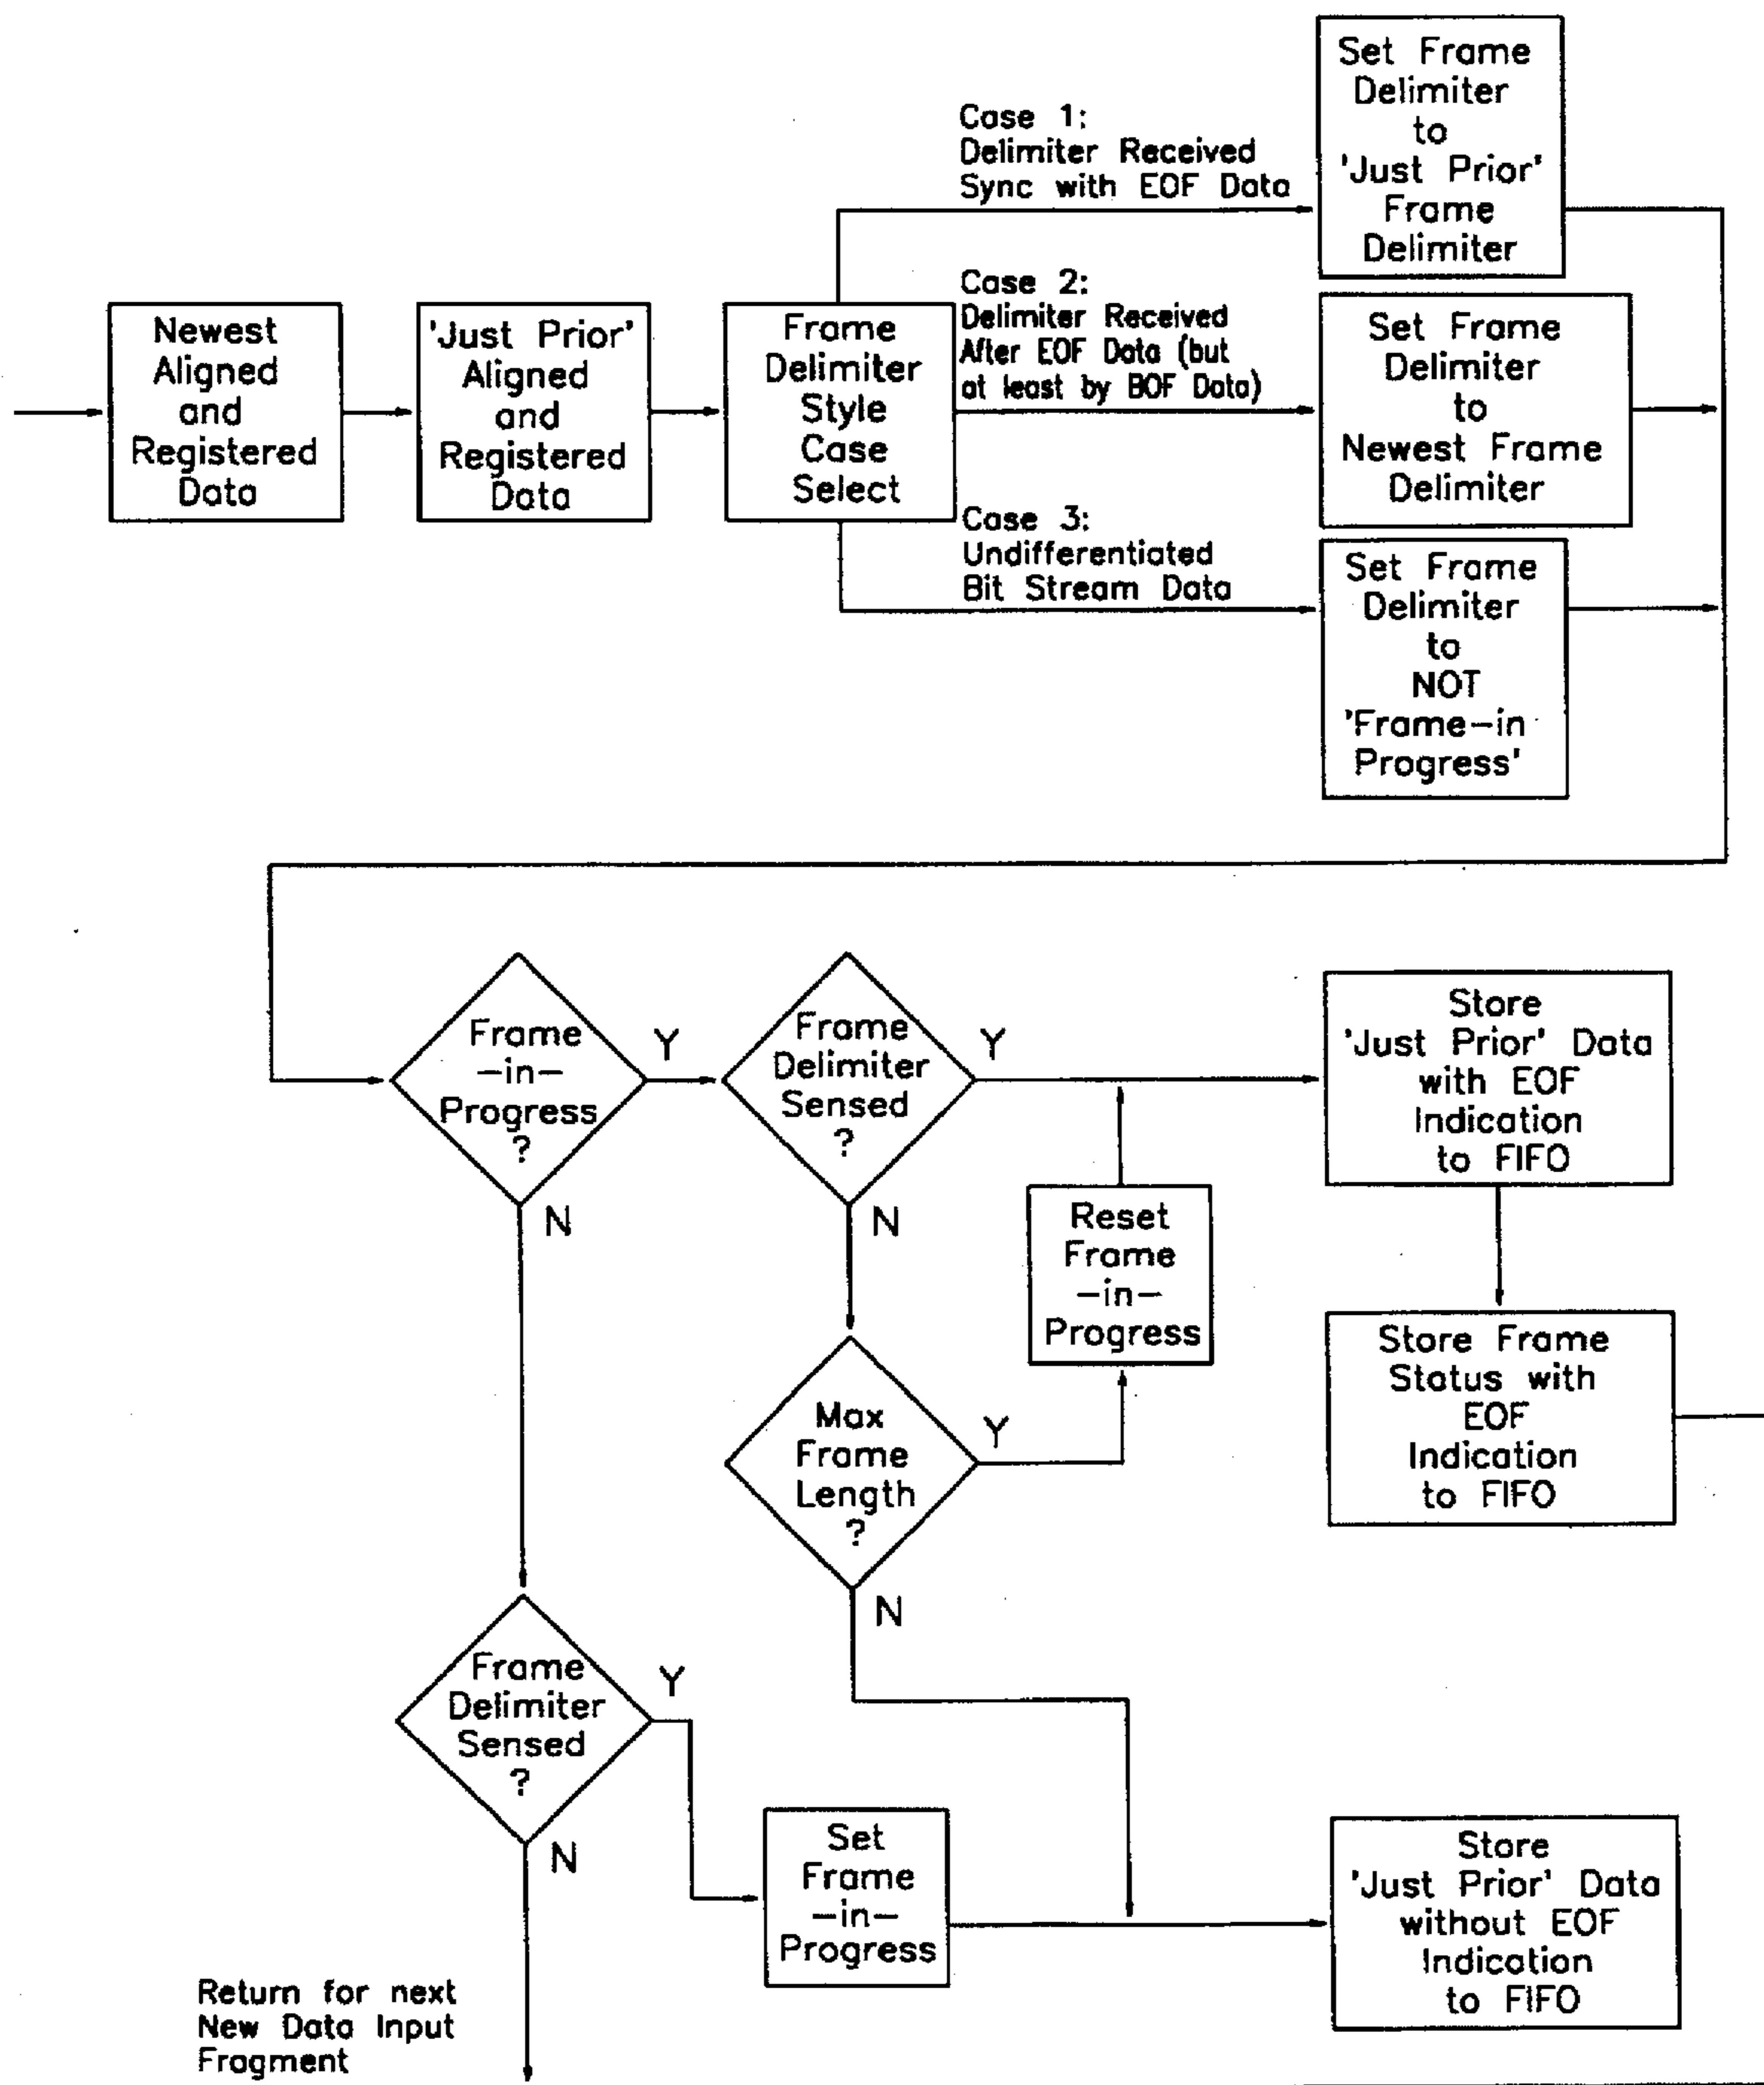 Newest
Aligned
and
Registered
Data
'Just Prior'
Aligned
and
Registered
Data
Frame
Delimiter
Style
Case
Select
Case 1:
Delimiter Received
Sync with EOF Data
Set Frame
Delimiter
to
'Just Prior'
Frame
Delimiter
Case 2:
Delimiter Received
After EOF Data (but
at least by BOF Data)
Set Frame
Delimiter
to
Newest Frame
Delimiter
Case 3:
Undifferentiated
Bit Stream Data
Set Frame
Delimiter
to
NOT
'Frame-in
Progress'
Frame
-in-
Progress
?
Y
N
Frame
Delimiter
Sensed
?
Y
N
Store
'Just Prior' Data
with EOF
Indication
to FIFO
Reset
Frame
-in-
Progress
Store Frame
Status with
EOF
Indication
to FIFO
Max
Frame
Length
?
Y
N
Frame
Delimiter
Sensed
?
Y
N
Set
Frame
-in-
Progress
Store
'Just Prior' Data
without EOF
Indication
to FIFO
Return for next
New Data Input
Fragment